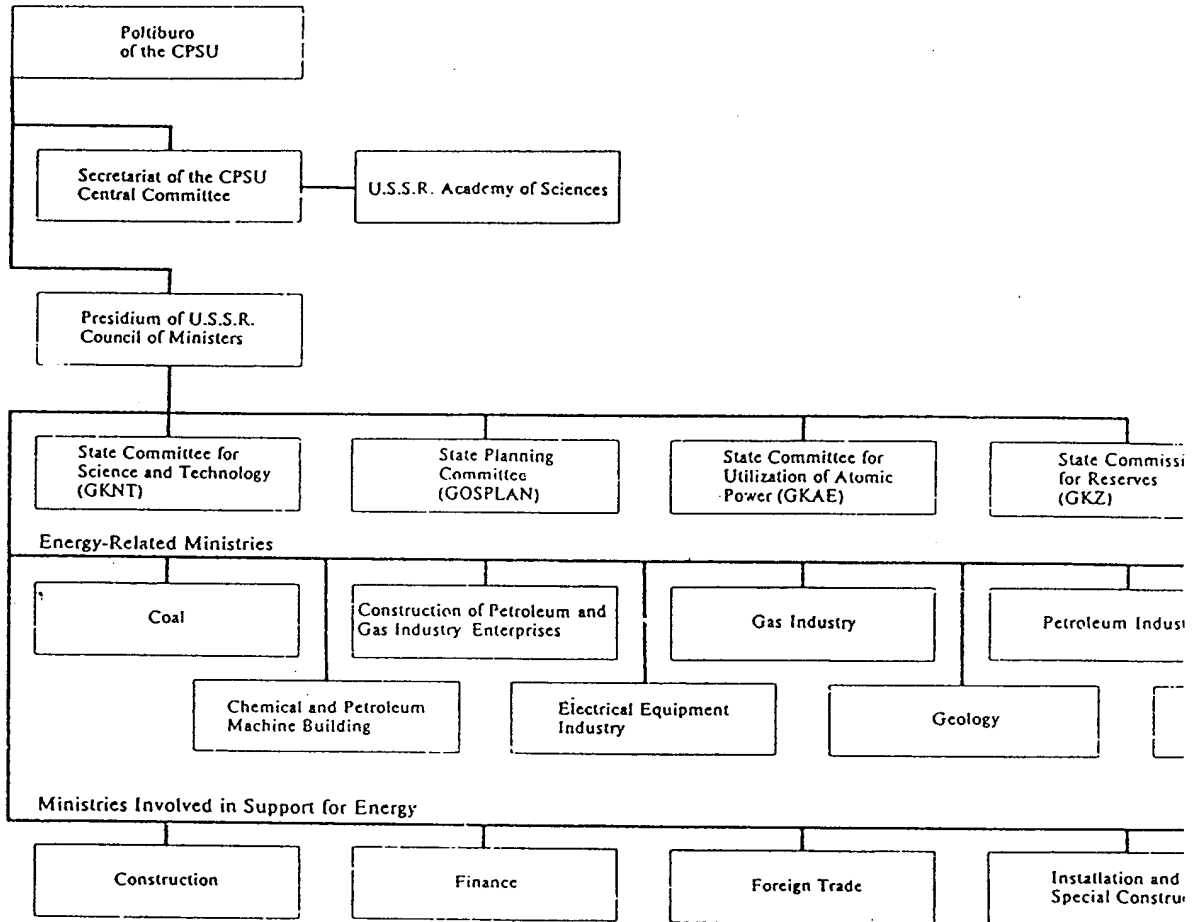 Poltiburo
of the CPSU
Secretariat of the CPSU
Central Committee
U.S.S.R. Academy of Sciences
Presidium of U.S.S.R.
Council of Ministers
State Committee for
Science and Technology
(GKNT)
State Planning
Committee
(GOSPLAN)
State Committee for
Utilization of Atomic
Power (GKAE)
State Commissi
for Reserves
(GKZ)
Energy-Related Ministries
Coal
Construction of Petroleum and
Gas Industry Enterprises
Gas Industry
Petroleum Indust
Chemical and Petroleum
Machine Building
Electrical Equipment
Industry
Geology
Ministries Involved in Support for Energy
Construction
Finance
Foreign Trade
Installation and
Special Construc